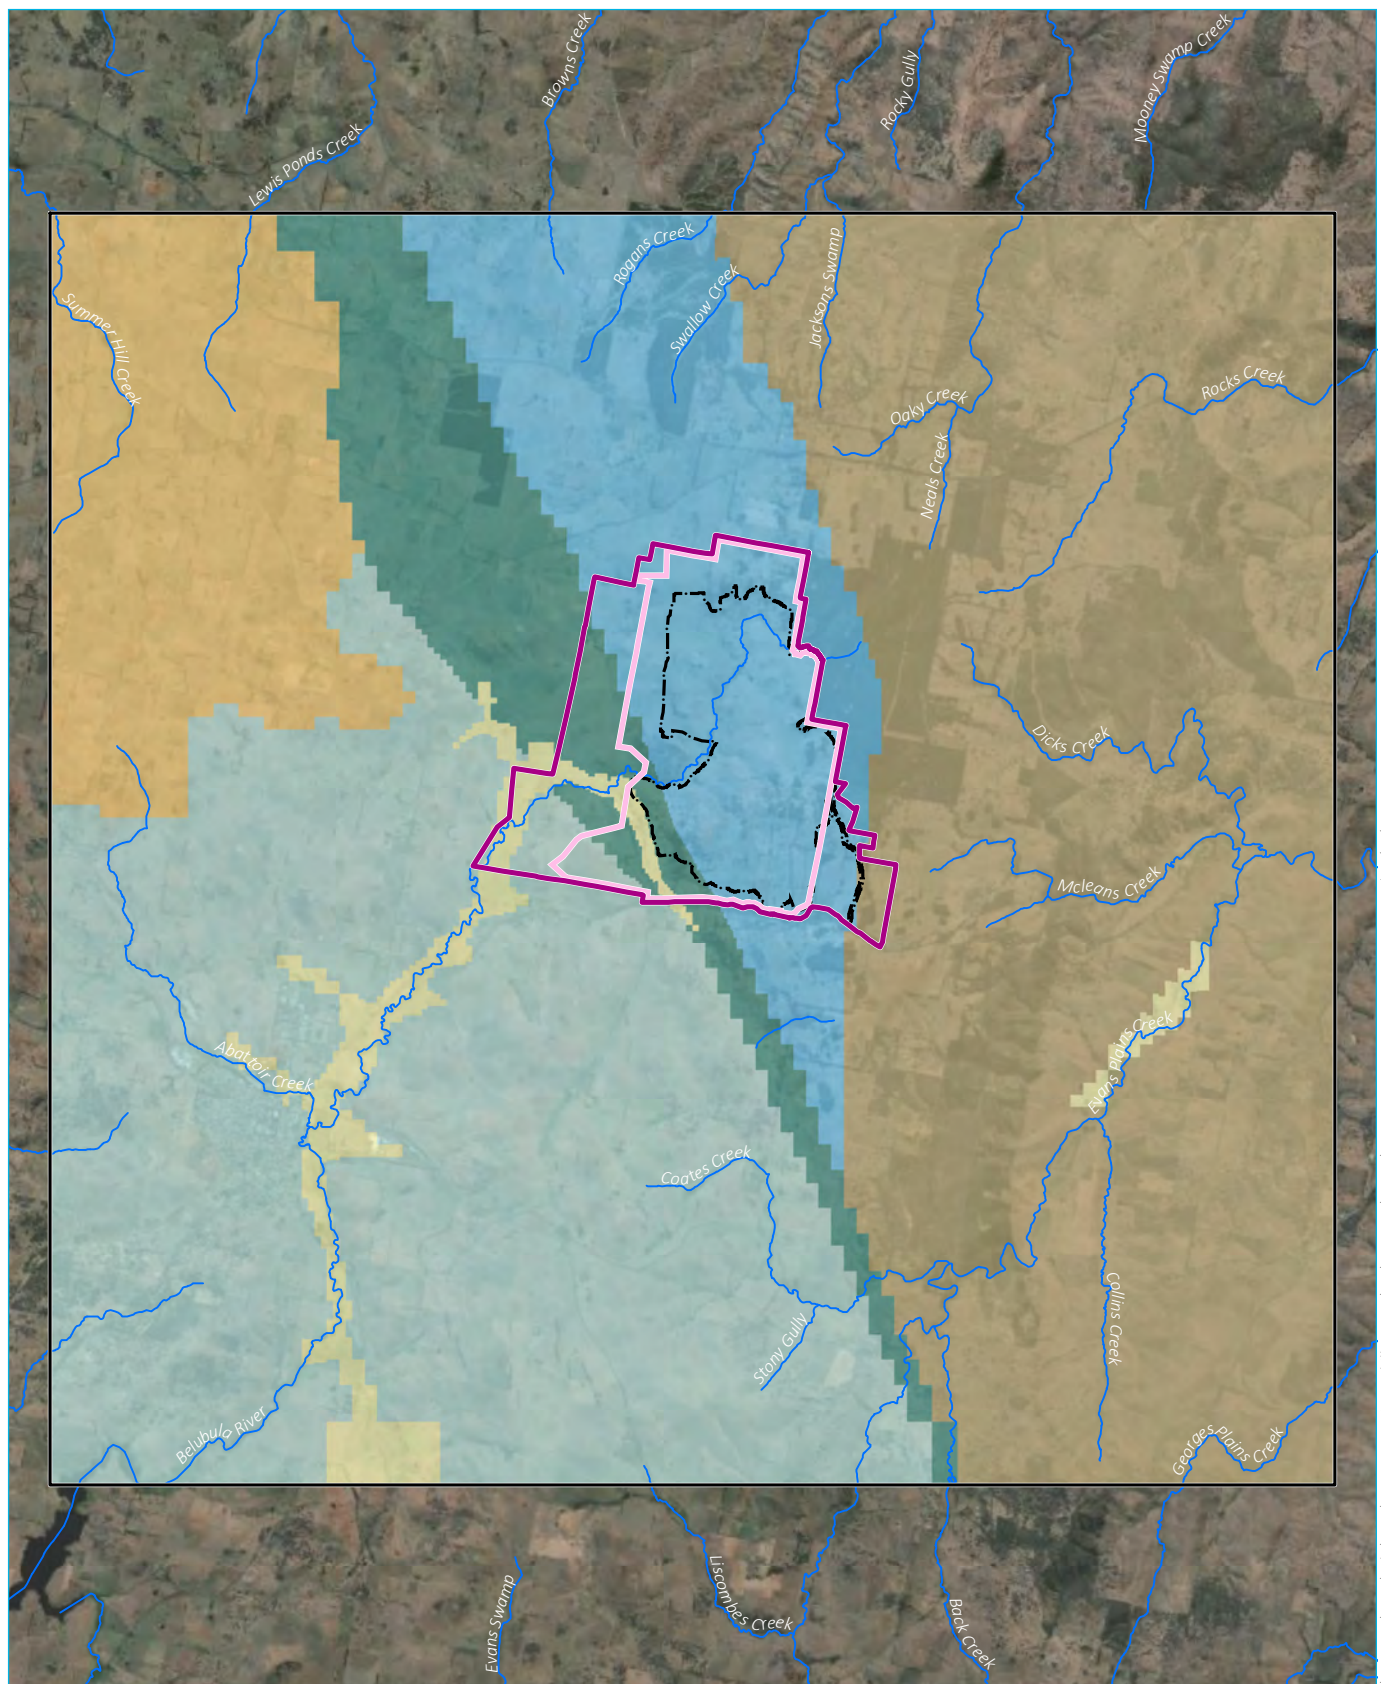 Browns Creek
Rocky Gully
Mooney Swamp Creek
Lewis Ponds Creek
Rogans Creek
Swallow Creek
Jacksons Swamp
Summer Hill Creek
Oaky Creek
Rocks Creek
Neals Creek
Dicks Creek
Mcleans Creek
Abattoir Creek
Evans Plains Creek
Coates Creek
Stony Gully
Collins Creek
Belubula River
Georges Plains Creek
Evans Swamp
Liscombes Creek
Back Creek